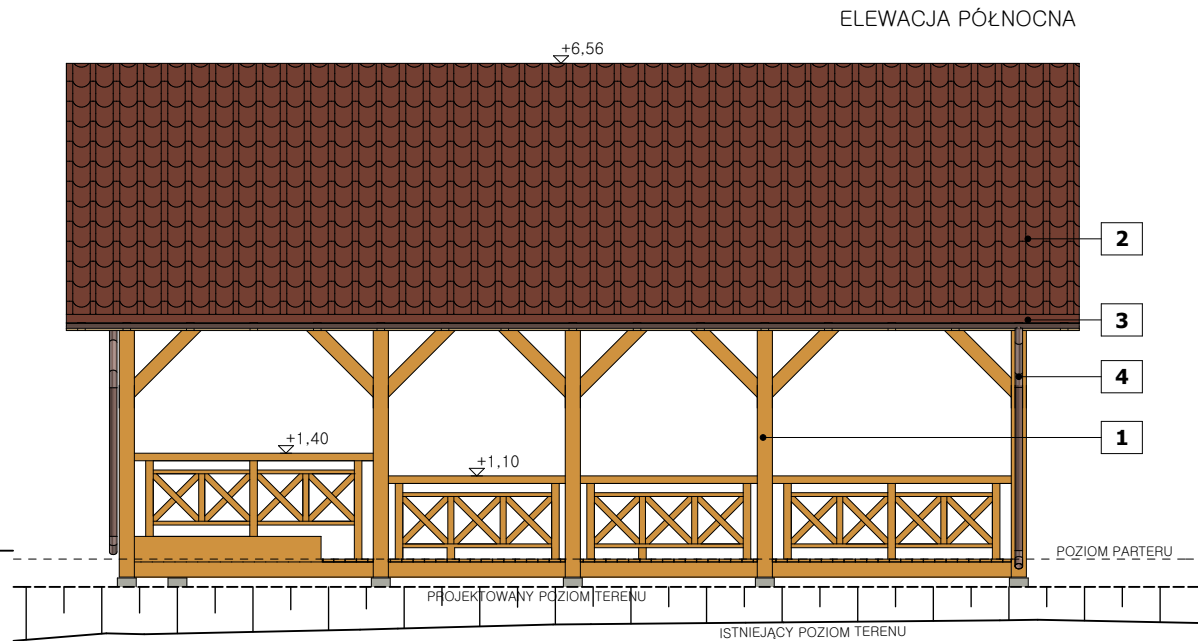 ELEWACJA PÓŁNOCNA
+6,56
2
3
4
+1,40
1
+1,10
POZIOM PARTERU
PROJEKTOWANY POZIOM TERENU
ISTNIEJĄCY POZIOM TERENU